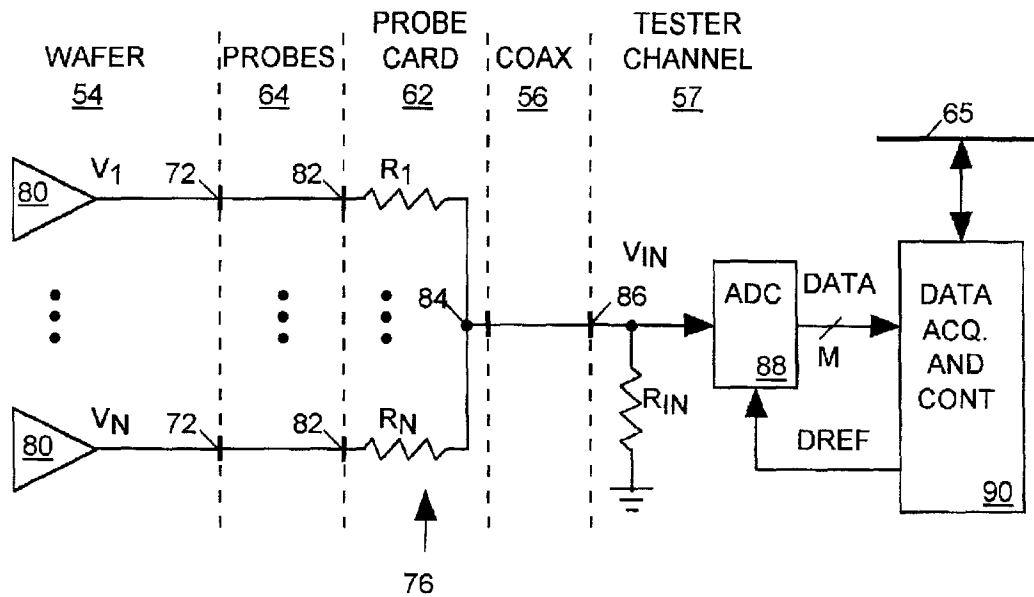 WAFER
54
PROBES
64
PROBE
CARD
62
COAX
56
TESTER
CHANNEL
57
65
80
V1
72
82
R1
84
86
VIN
ADC
88
DATA
M
DATA
ACQ.
AND
CONT
90
RIN
DREF
80
VN
72
82
RN
76